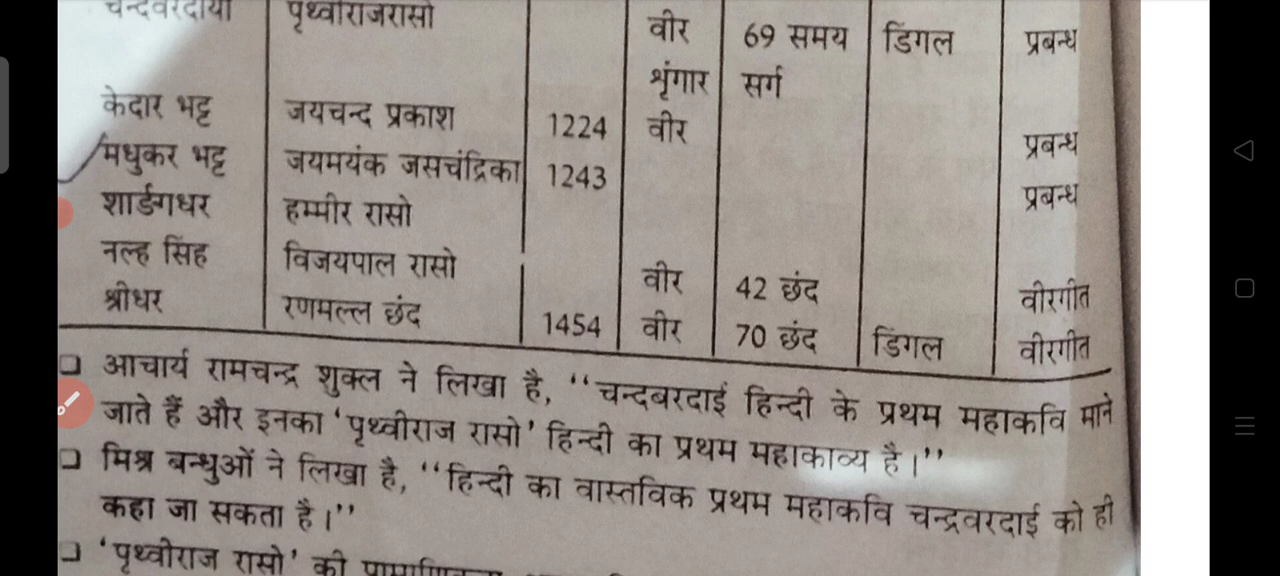 चन्दवरदायी पृथ्वीराजरासो वीर 69 समय डिंगल प्रबन्ध
शृंगार सर्ग
केदार भट्ट जयचन्द प्रकाश 1224 वीर प्रबन्ध
मधुकर भट्ट जयमयंक जसचंद्रिका 1243 प्रबन्ध
शार्ङगधर हम्मीर रासो
नल्ह सिंह विजयपाल रासो वीर 42 छंद वीरगीत
श्रीधर रणमल्ल छंद 1454 वीर 70 छंद डिंगल वीरगीत
❑ आचार्य रामचन्द्र शुक्ल ने लिखा है, ‘‘चन्दबरदाई हिन्दी के प्रथम महाकवि माने
जाते हैं और इनका ‘पृथ्वीराज रासो’ हिन्दी का प्रथम महाकाव्य है।’’
❑ मिश्र बन्धुओं ने लिखा है, ‘‘हिन्दी का वास्तविक प्रथम महाकवि चन्द्रवरदाई को ही
कहा जा सकता है।’’
❑ ‘पृथ्वीराज रासो’ की